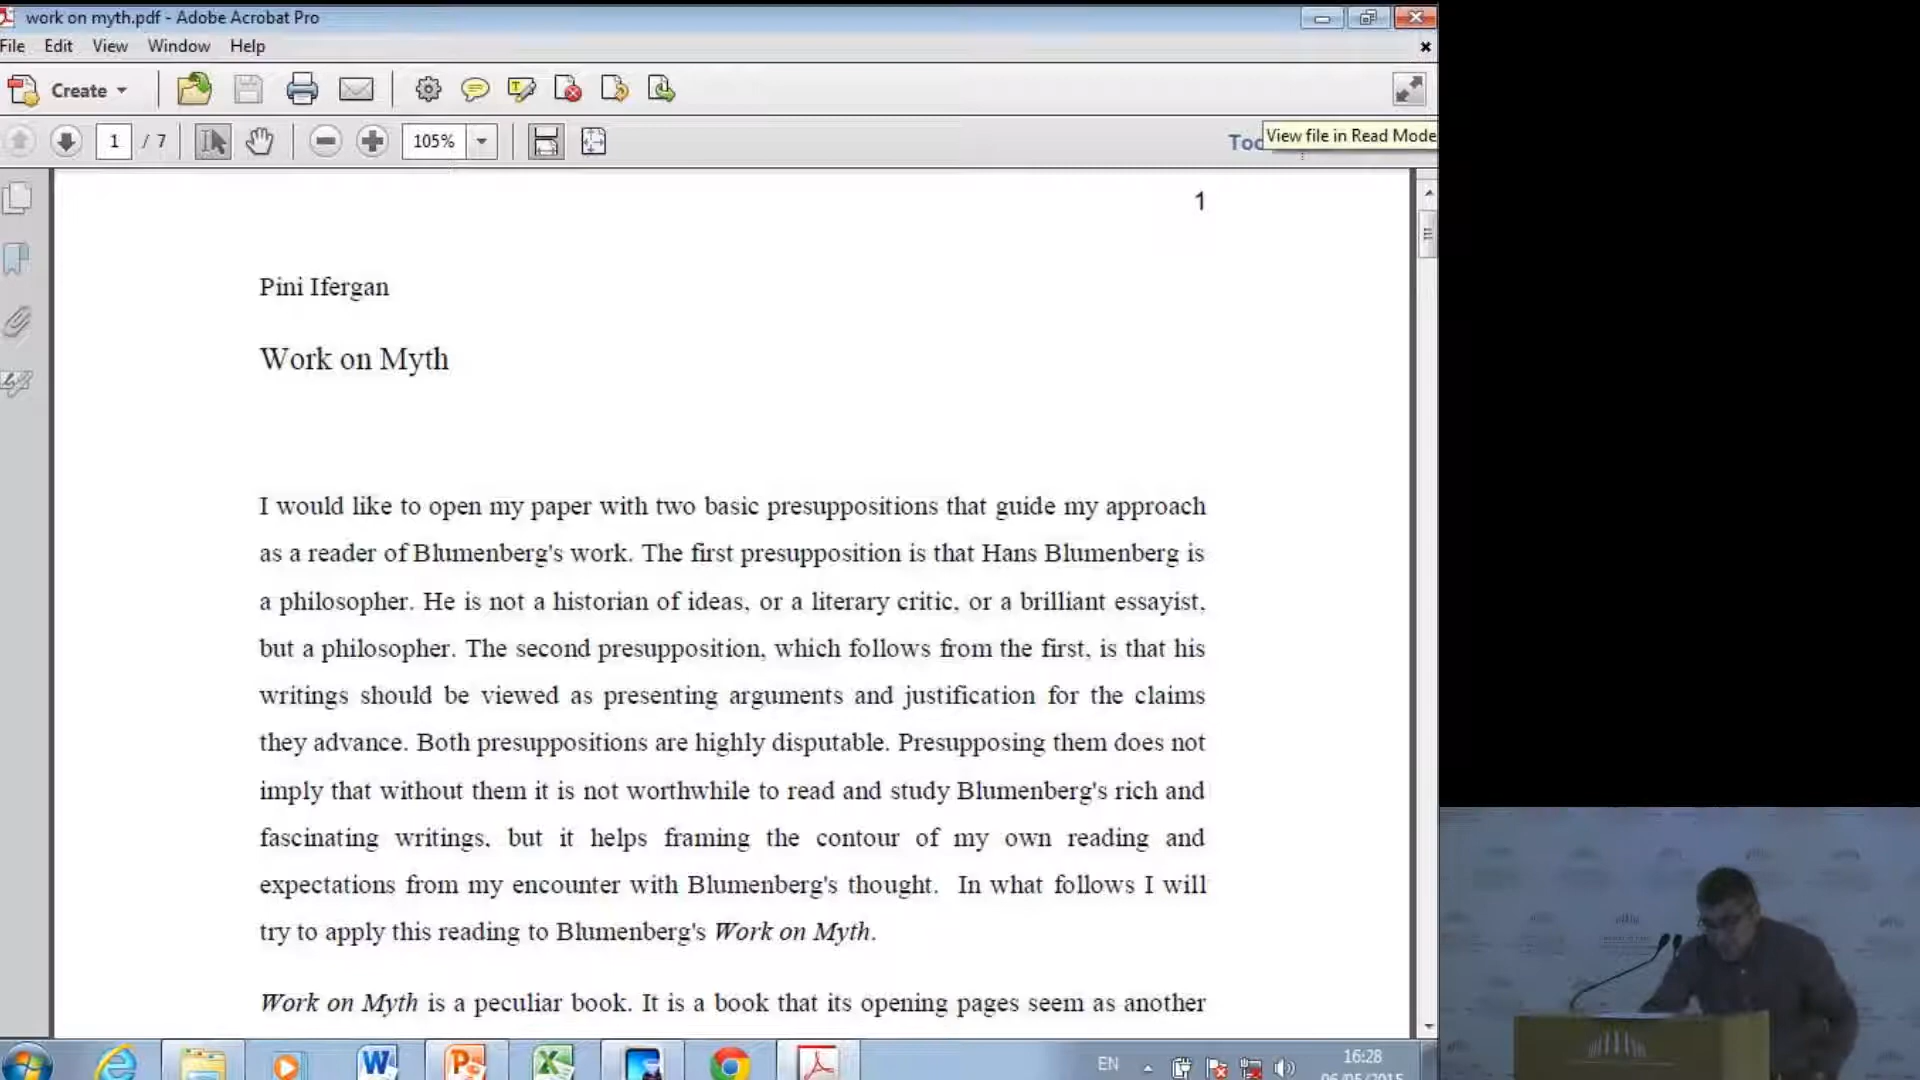 work on myth.pdf - Adobe Acrobat Pro
File Edit View Window Help
Create
1 / 7 105%
View file in Read Mode
1
Pini Ifergan
Work on Myth
I would like to open my paper with two basic presuppositions that guide my approach
as a reader of Blumenberg's work. The first presupposition is that Hans Blumenberg is
a philosopher. He is not a historian of ideas, or a literary critic, or a brilliant essayist,
but a philosopher. The second presupposition, which follows from the first, is that his
writings should be viewed as presenting arguments and justification for the claims
they advance. Both presuppositions are highly disputable. Presupposing them does not
imply that without them it is not worthwhile to read and study Blumenberg's rich and
fascinating writings, but it helps framing the contour of my own reading and
expectations from my encounter with Blumenberg's thought. In what follows I will
try to apply this reading to Blumenberg's Work on Myth.
Work on Myth is a peculiar book. It is a book that its opening pages seem as another
EN
16:28
06/05/2015